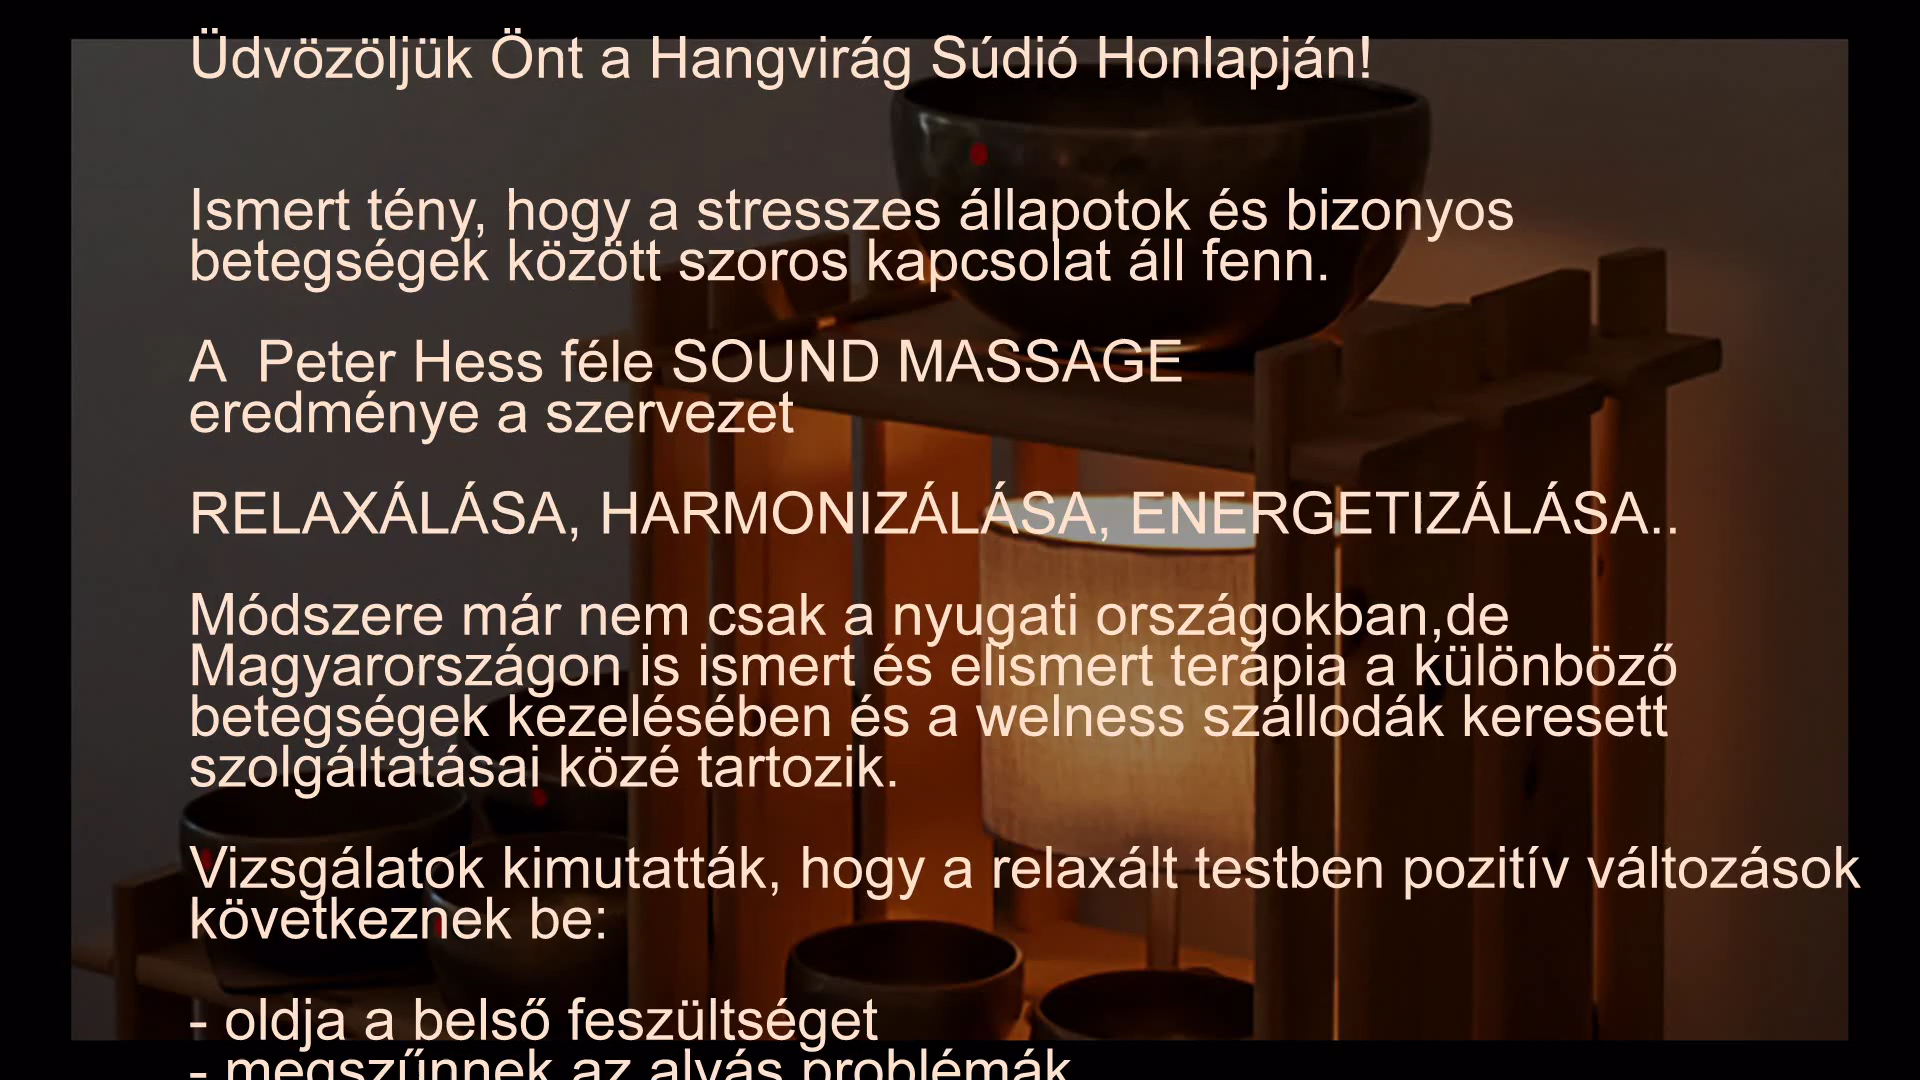 Üdvözöljük Önt a Hangvirág Súdió Honlapján!
Ismert tény, hogy a stresszes állapotok és bizonyos
betegségek között szoros kapcsolat áll fenn.
A  Peter Hess féle SOUND MASSAGE
eredménye a szervezet
RELAXÁLÁSA, HARMONIZÁLÁSA, ENERGETIZÁLÁSA..
Módszere már nem csak a nyugati országokban,de
Magyarországon is ismert és elismert terápia a különböző
betegségek kezelésében és a welness szállodák keresett
szolgáltatásai közé tartozik.
Vizsgálatok kimutatták, hogy a relaxált testben pozitív változások
következnek be:
- oldja a belső feszültséget
- megszűnnek az alvás problémák